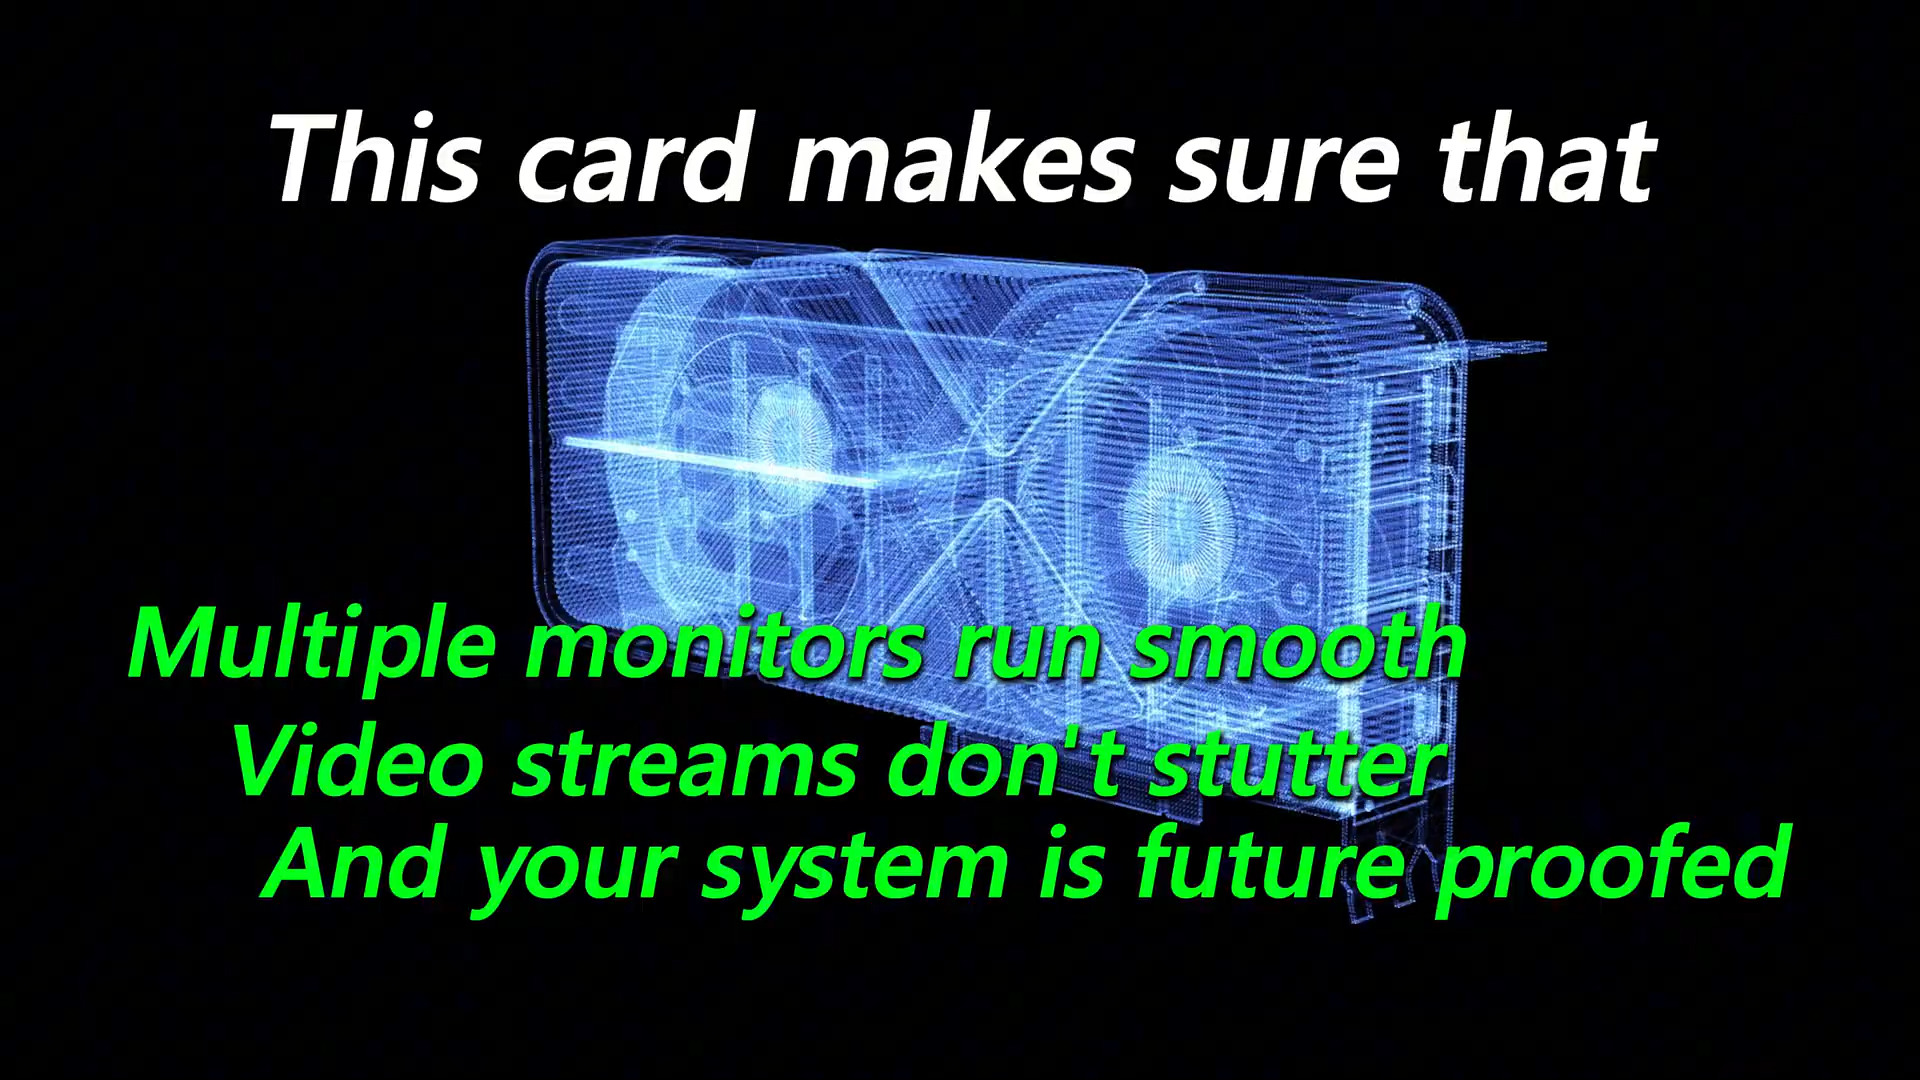 This card makes sure that
Multiple monitors run smooth
Video streams don't stutter
And your system is future proofed